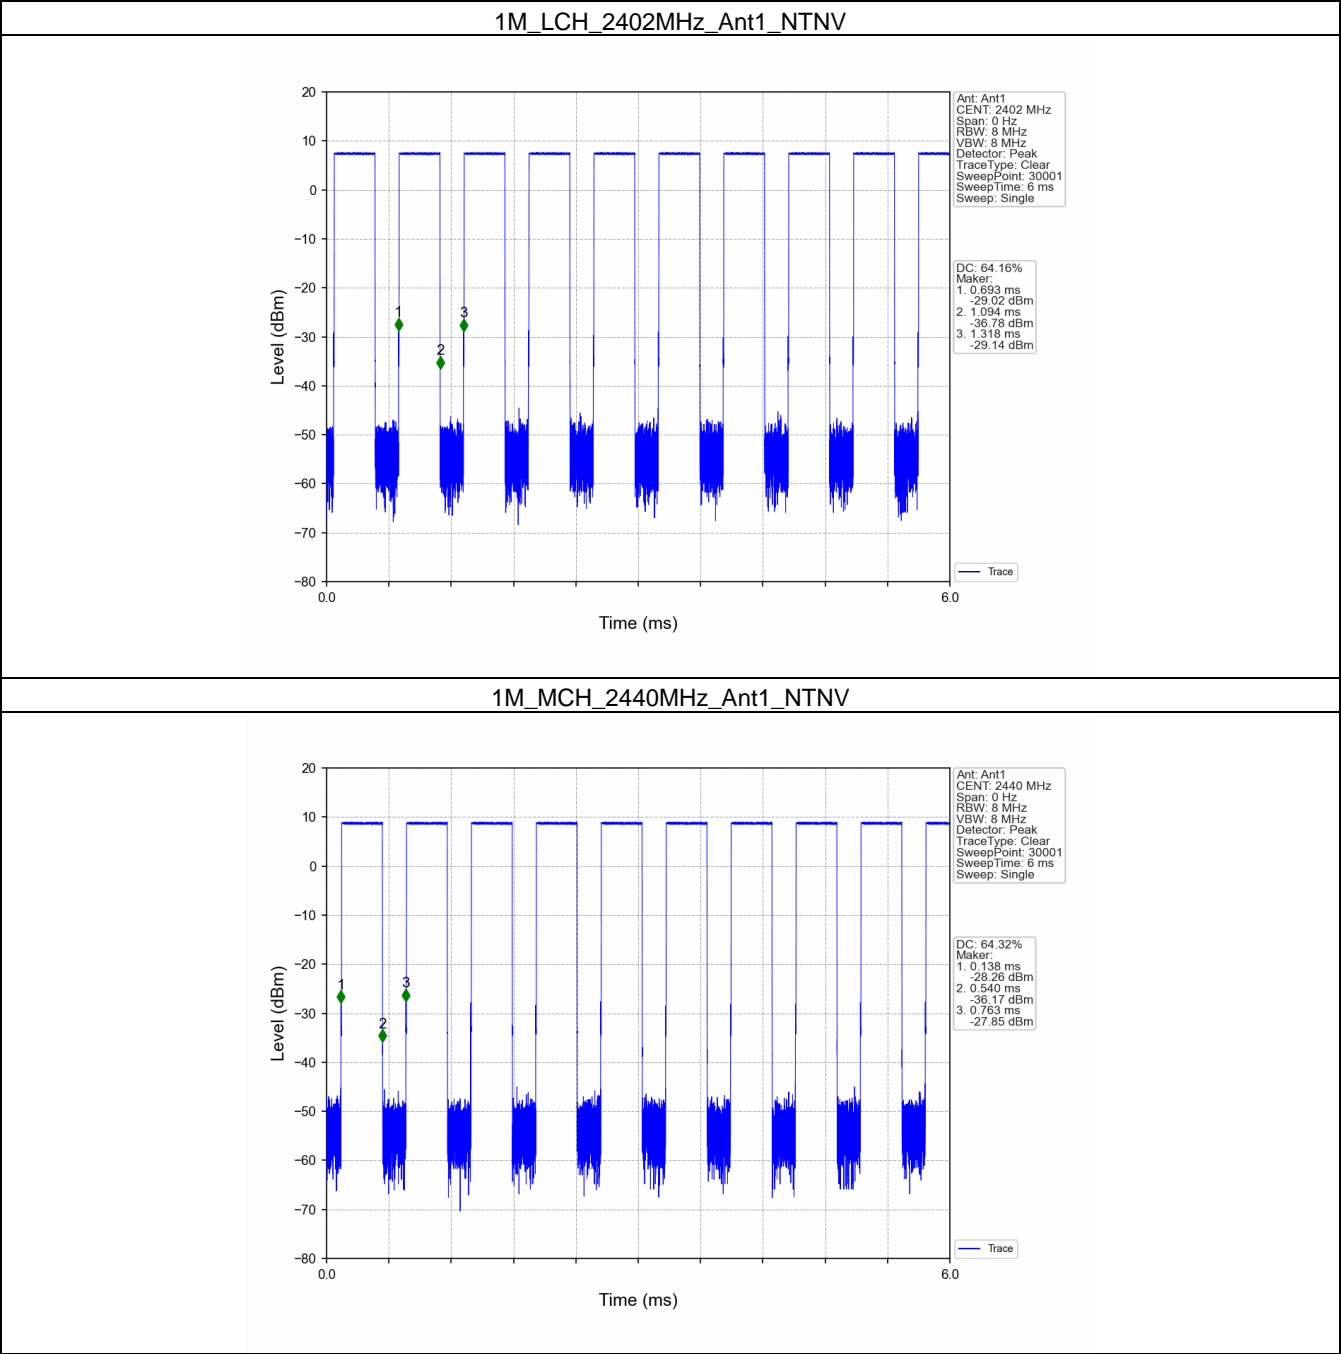 1M_LCH_2402MHz_Ant1_NTNV
20
10
0
−10
−20
−30
−40
−50
−60
−70
−80
Level (dBm)
1
2
3
0.0
6.0
Time (ms)
Ant: Ant1
CENT: 2402 MHz
Span: 0 Hz
RBW: 8 MHz
VBW: 8 MHz
Detector: Peak
TraceType: Clear
SweepPoint: 30001
SweepTime: 6 ms
Sweep: Single
DC: 64.16%
Maker:
1. 0.693 ms
-29.02 dBm
2. 1.094 ms
-36.78 dBm
3. 1.318 ms
-29.14 dBm
Trace
1M_MCH_2440MHz_Ant1_NTNV
20
10
0
−10
−20
−30
−40
−50
−60
−70
−80
Level (dBm)
1
2
3
0.0
6.0
Time (ms)
Ant: Ant1
CENT: 2440 MHz
Span: 0 Hz
RBW: 8 MHz
VBW: 8 MHz
Detector: Peak
TraceType: Clear
SweepPoint: 30001
SweepTime: 6 ms
Sweep: Single
DC: 64.32%
Maker:
1. 0.138 ms
-28.26 dBm
2. 0.540 ms
-36.17 dBm
3. 0.763 ms
-27.85 dBm
Trace